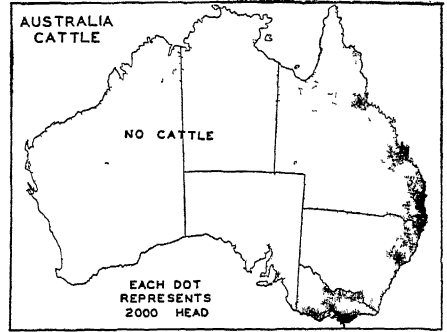 AUSTRALIA
CATTLE
NO CATTLE
EACH DOT
REPRESENTS
2000 HEAD